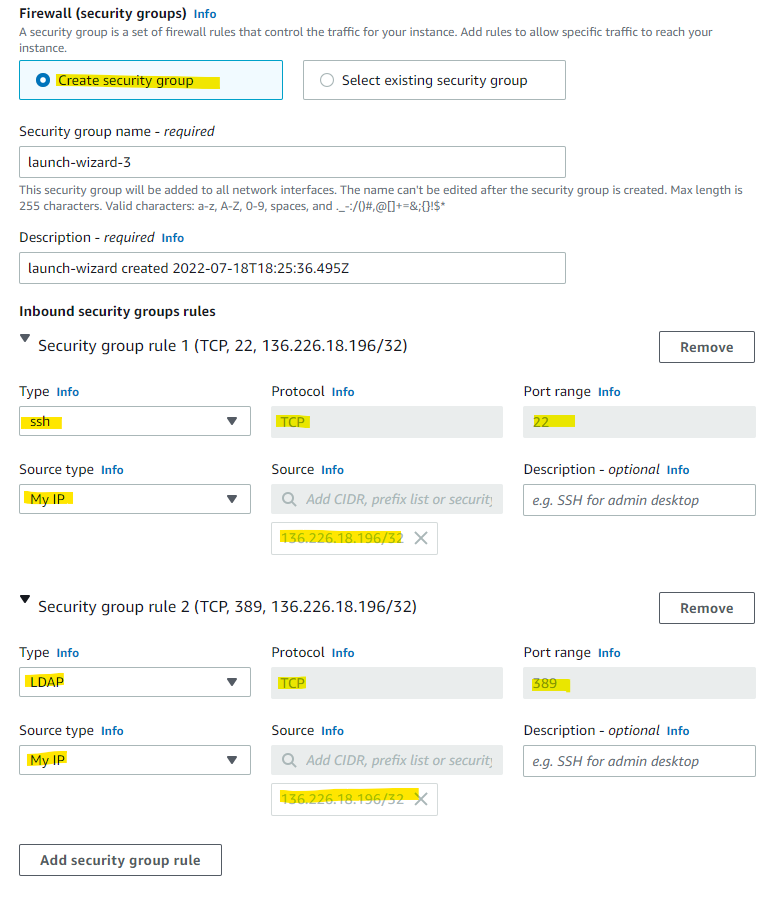 Firewall (security groups) Info
A security group is a set of firewall rules that control the traffic for your instance. Add rules to allow specific traffic to reach your
instance.
Create security group Select existing security group
Security group name - required
launch-wizard-3
This security group will be added to all network interfaces. The name can't be edited after the security group is created. Max length is
255 characters. Valid characters: a-z, A-Z, 0-9, spaces, and ._-:/()#,@[]+=&;{}!$*
Description - required Info
launch-wizard created 2022-07-18T18:25:36.495Z
Inbound security groups rules
Security group rule 1 (TCP, 22, 136.226.18.196/32) Remove
Type Info Protocol Info Port range Info
ssh TCP 22
Source type Info Source Info Description - optional Info
My IP Add CIDR, prefix list or security e.g. SSH for admin desktop
136.226.18.196/32
Security group rule 2 (TCP, 389, 136.226.18.196/32) Remove
Type Info Protocol Info Port range Info
LDAP TCP 389
Source type Info Source Info Description - optional Info
My IP Add CIDR, prefix list or security e.g. SSH for admin desktop
136.226.18.196/32
Add security group rule